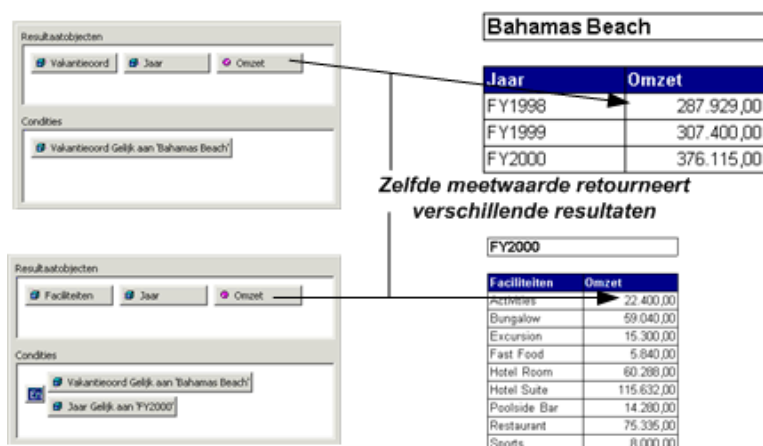 Resultaatobjecten
Vakantieoord Jaar Omzet
Condities
Vakantieoord Gelijk aan 'Bahamas Beach'
Bahamas Beach
Jaar Omzet
FY1998 287.929,00
FY1999 307.400,00
FY2000 376.115,00
Zelfde meetwaarde retourneert
verschillende resultaten
Resultaatobjecten
Faciliteiten Jaar Omzet
Condities
En
Vakantieoord Gelijk aan 'Bahamas Beach'
Jaar Gelijk aan 'FY2000'
FY2000
Faciliteiten Omzet
Activities 22.400,00
Bungalow 59.040,00
Excursion 15.300,00
Fast Food 5.840,00
Hotel Room 60.288,00
Hotel Suite 115.632,00
Poolside Bar 14.280,00
Restaurant 75.335,00
Sports 8.000,00